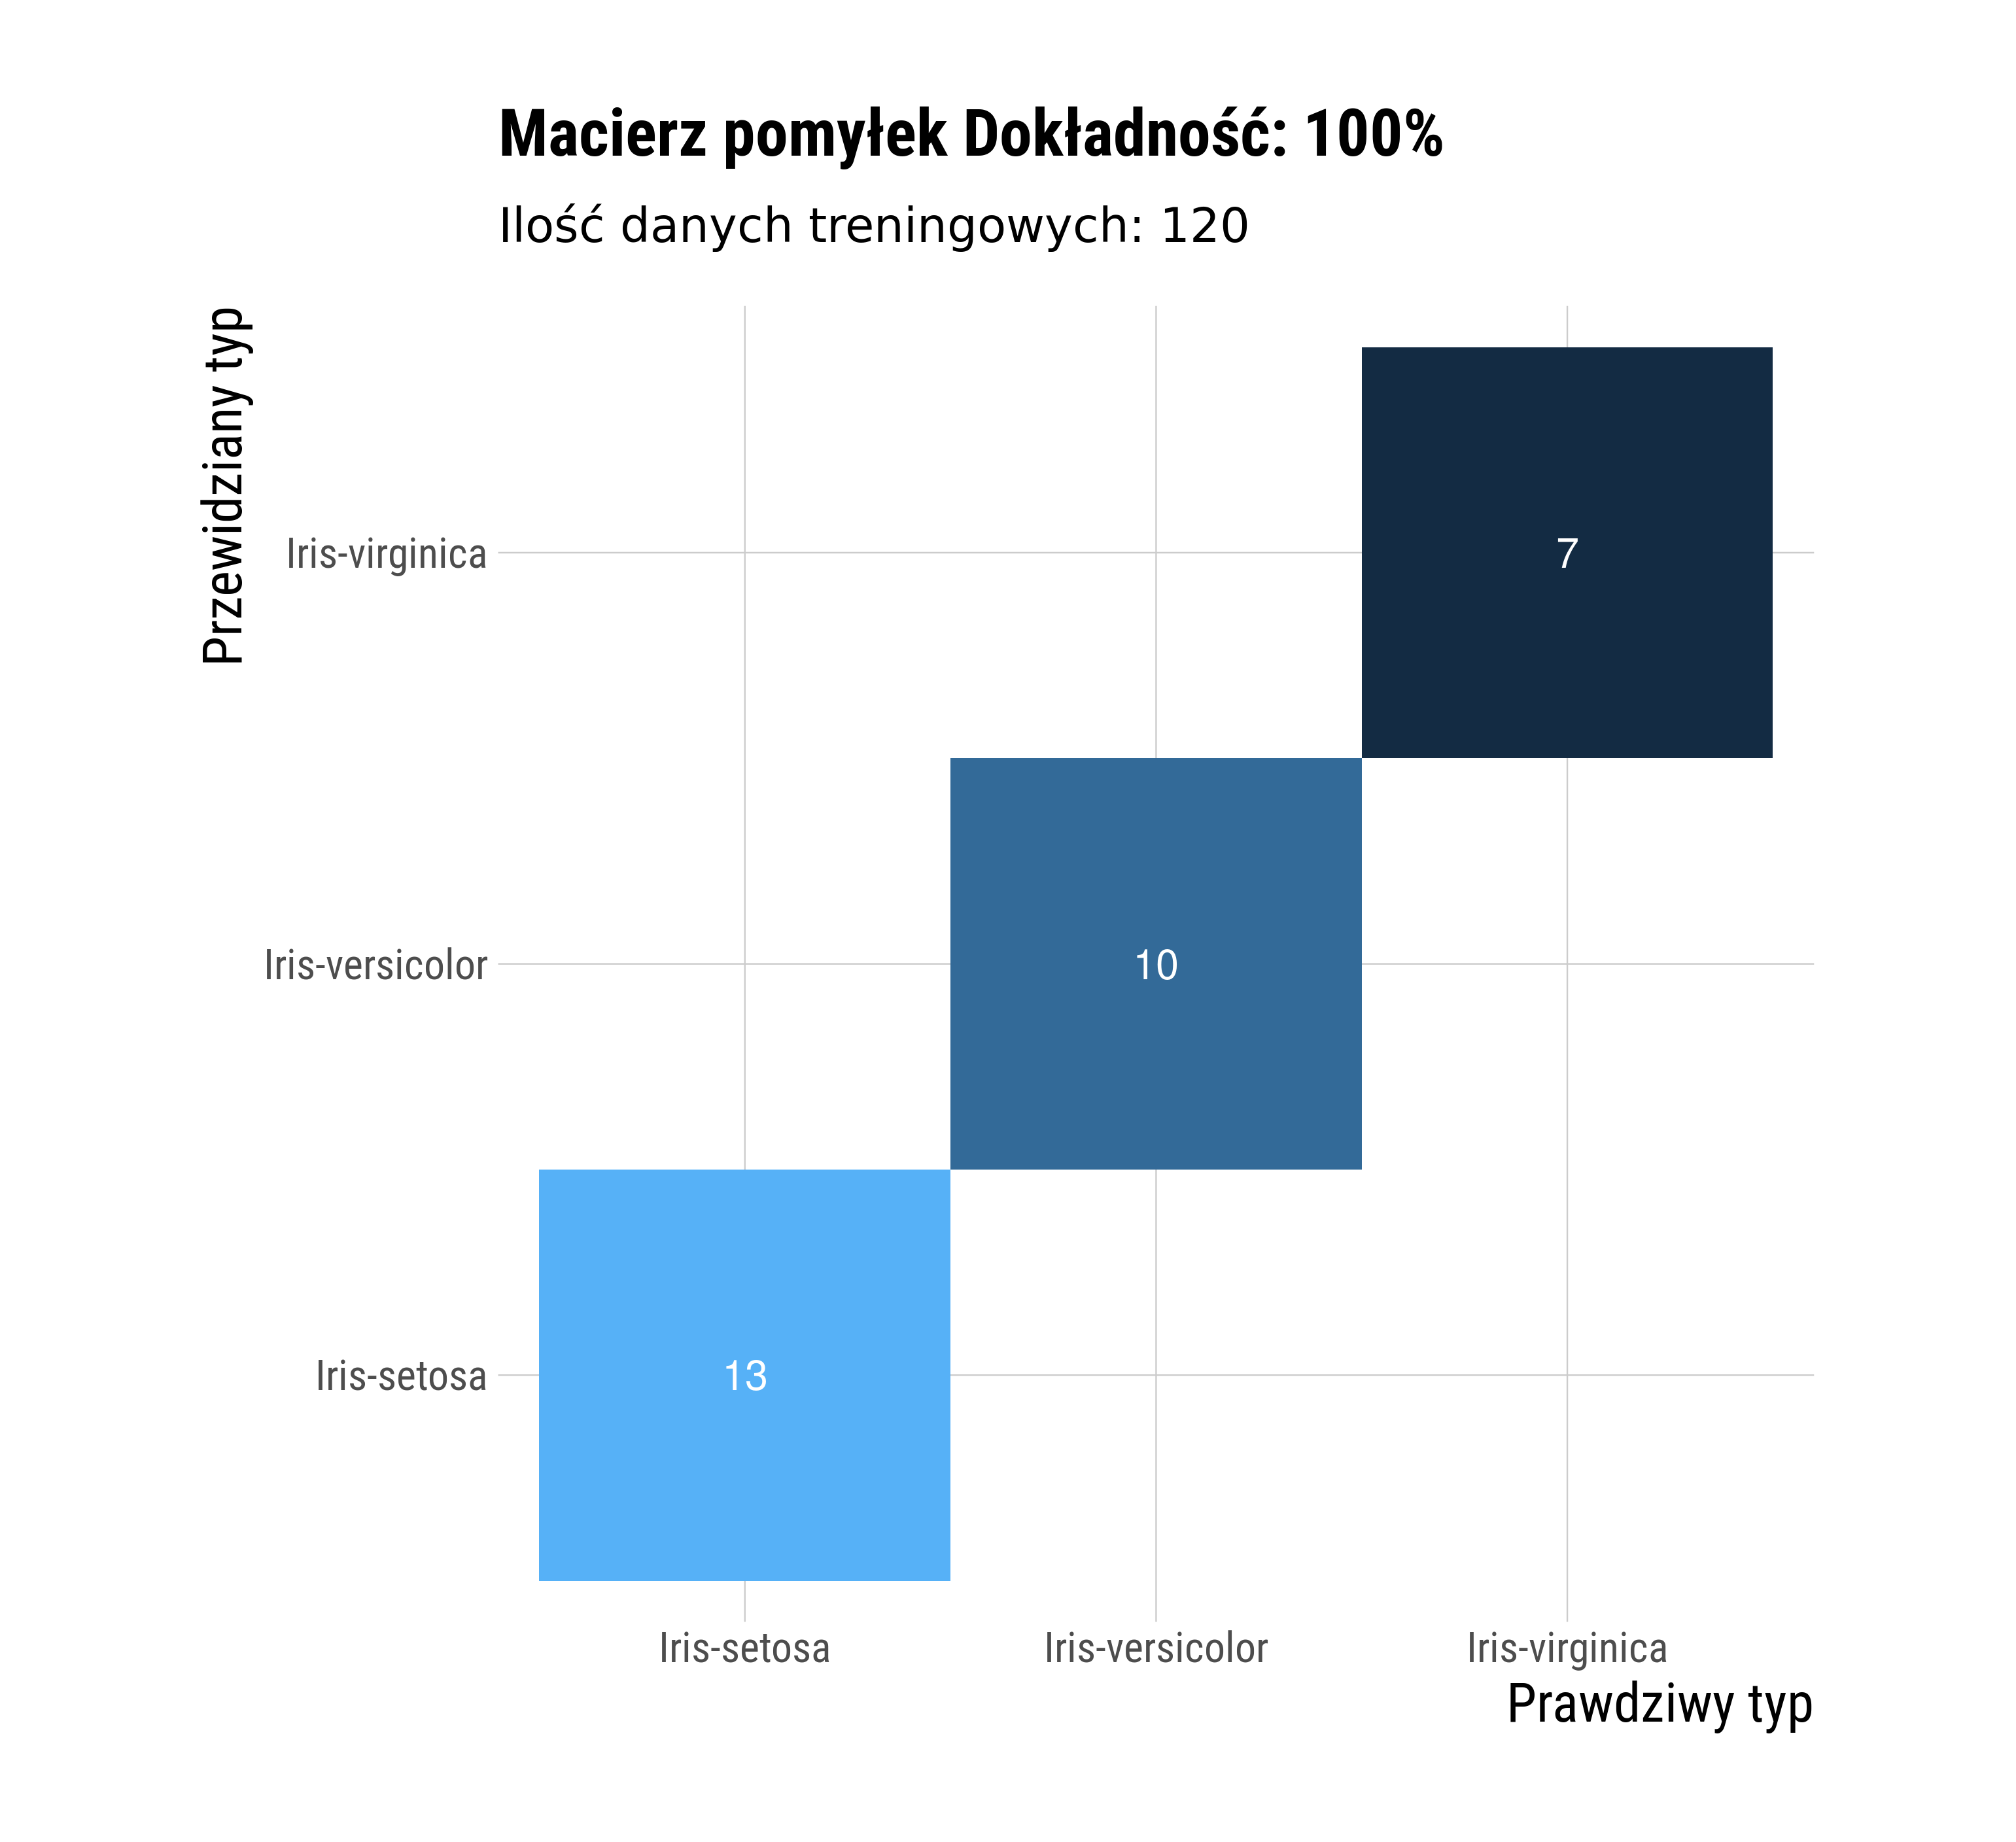 Macierz pomyłek Dokładność: 100%
Ilość danych treningowych: 120
Przewidziany typ
Iris-virginica
7
Iris-versicolor
10
Iris-setosa
13
Iris-setosa Iris-versicolor Iris-virginica
Prawdziwy typ